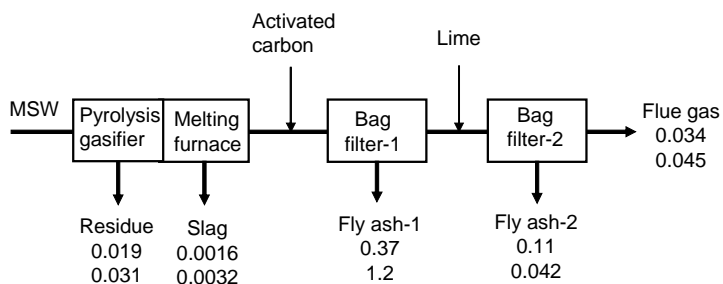 Activated
carbon
Lime
MSW
Pyrolysis
gasifier
Melting
furnace
Bag
filter-1
Bag
filter-2
Flue gas
0.034
0.045
Residue
0.019
0.031
Slag
0.0016
0.0032
Fly ash-1
0.37
1.2
Fly ash-2
0.11
0.042